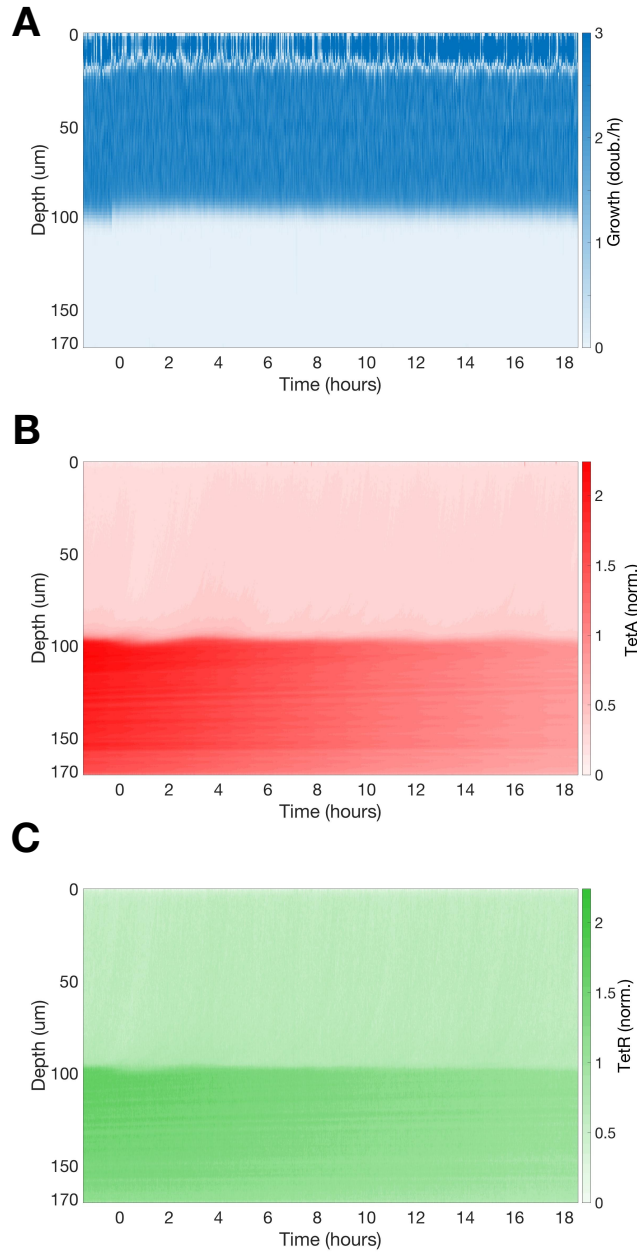 A
0
50
100
150
170
Depth (um)
0 2 4 6 8 10 12 14 16 18
Time (hours)
3
2
1
0
Growth (doub./h)
B
0
50
100
150
170
Depth (um)
0 2 4 6 8 10 12 14 16 18
Time (hours)
2
1.5
1
0.5
0
TetA (norm.)
C
0
50
100
150
170
Depth (um)
0 2 4 6 8 10 12 14 16 18
Time (hours)
2
1.5
1
0.5
0
TetR (norm.)